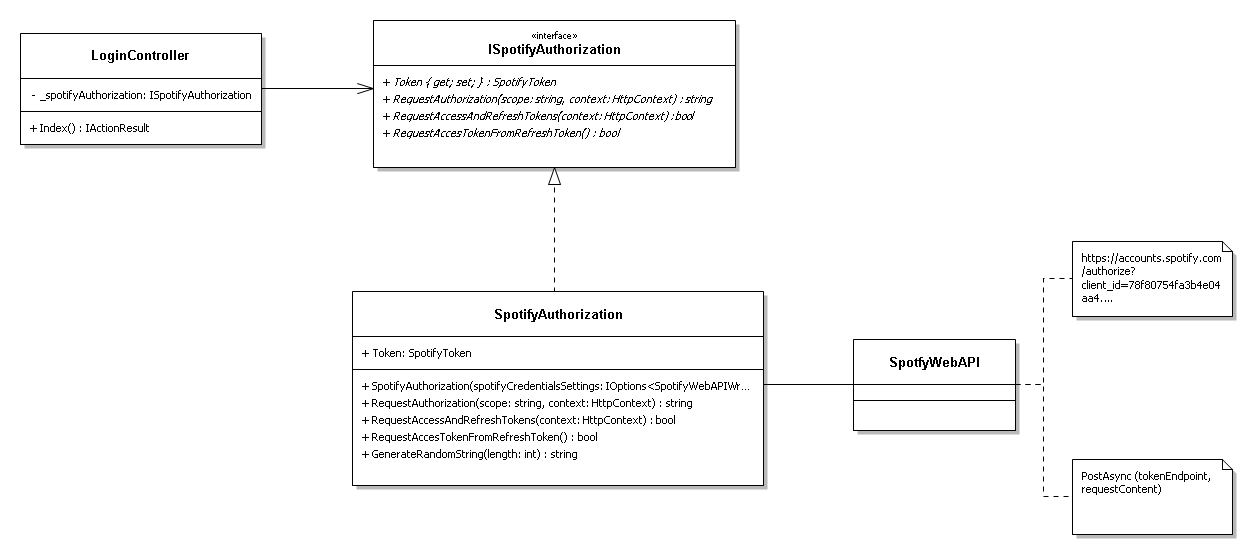 LoginController
- _spotifyAuthorization: ISpotifyAuthorization
+ Index() : IActionResult
«interface»
ISpotifyAuthorization
+ Token { get; set; } : SpotifyToken
+ RequestAuthorization(scope: string, context: HttpContext) : string
+ RequestAccessAndRefreshTokens(context: HttpContext) : bool
+ RequestAccesTokenFromRefreshToken() : bool
SpotifyAuthorization
+ Token: SpotifyToken
+ SpotifyAuthorization(spotifyCredentialsSettings: IOptions<SpotifyWebAPIWr...
+ RequestAuthorization(scope: string, context: HttpContext) : string
+ RequestAccessAndRefreshTokens(context: HttpContext) : bool
+ RequestAccesTokenFromRefreshToken() : bool
+ GenerateRandomString(length: int) : string
SpotfyWebAPI
https://accounts.spotify.com
/authorize?
client_id=78f80754fa3b4e04
aa4....
PostAsync (tokenEndpoint,
requestContent)